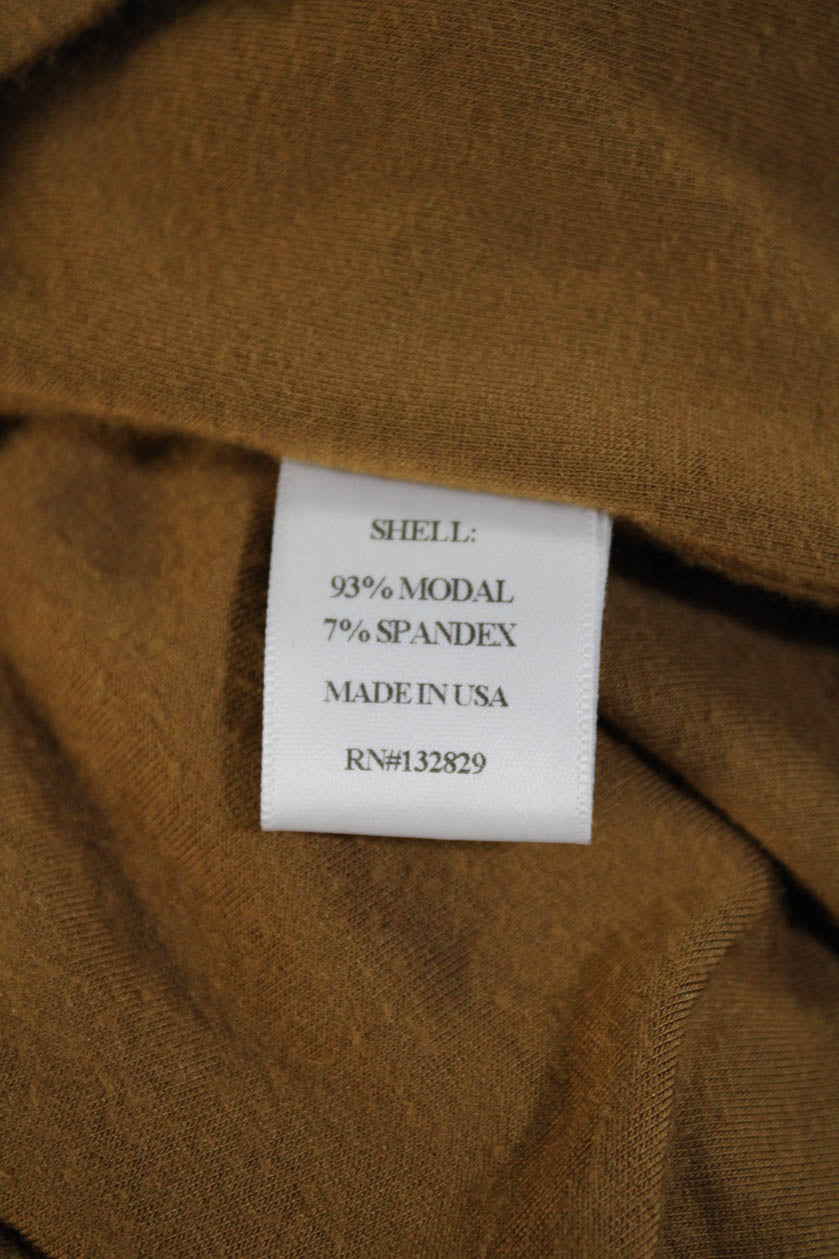 SHELL:
93% MODAL
7% SPANDEX
MADE IN USA
RN#132829